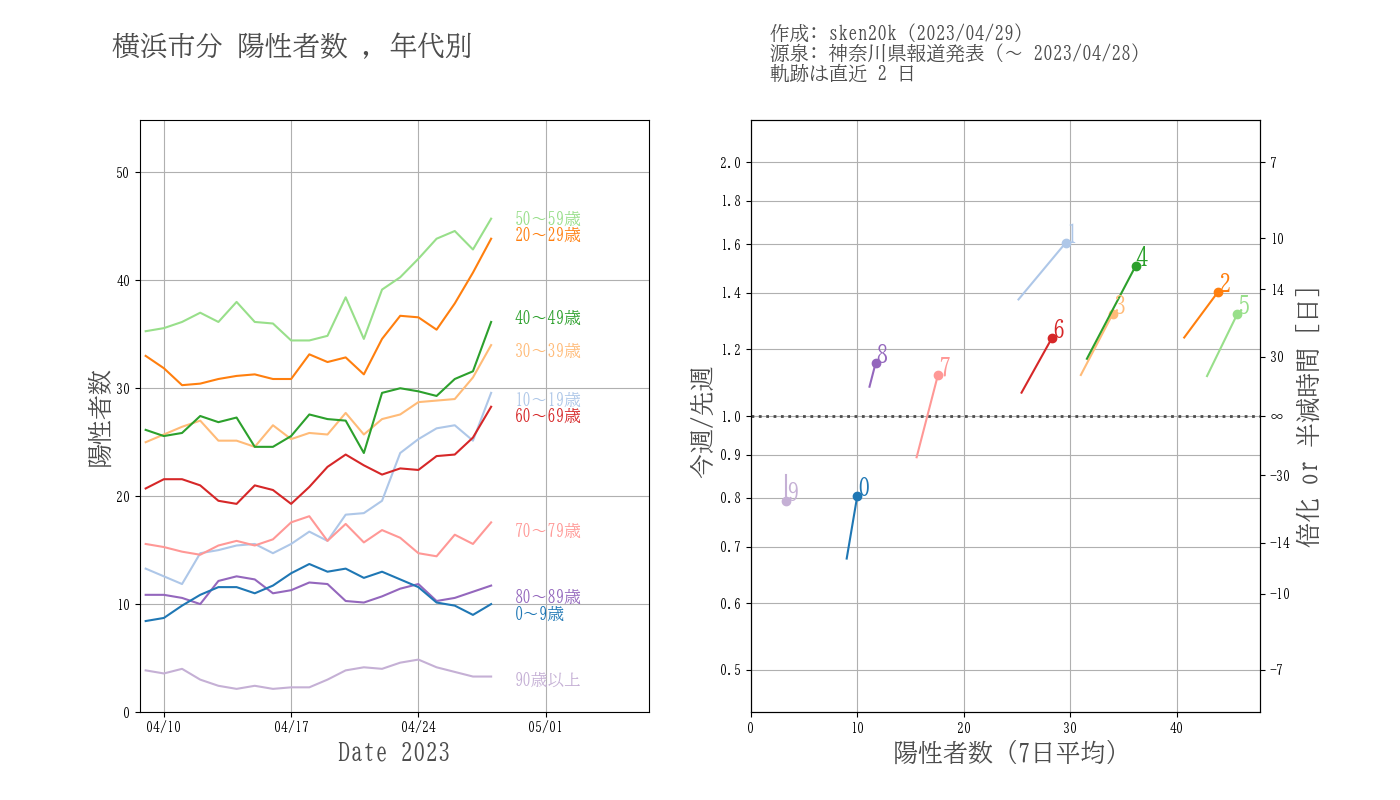 横浜市分 陽性者数 , 年代別
作成: sken20k (2023/04/29)
源泉: 神奈川県報道発表 (〜 2023/04/28)
軌跡は直近 2 日
陽性者数
50
40
30
20
10
0
04/10
04/17
04/24
05/01
Date 2023
50〜59歳
20〜29歳
40〜49歳
30〜39歳
10〜19歳
60〜69歳
70〜79歳
80〜89歳
0〜9歳
90歳以上
今週/先週
2.0
1.8
1.6
1.4
1.2
1.0
0.9
0.8
0.7
0.6
0.5
0
10
20
30
40
陽性者数 (7日平均)
1
4
2
3
5
6
8
7
9
0
7
10
14
30
∞
−30
−14
−10
−7
倍化 or 半減時間 [日]